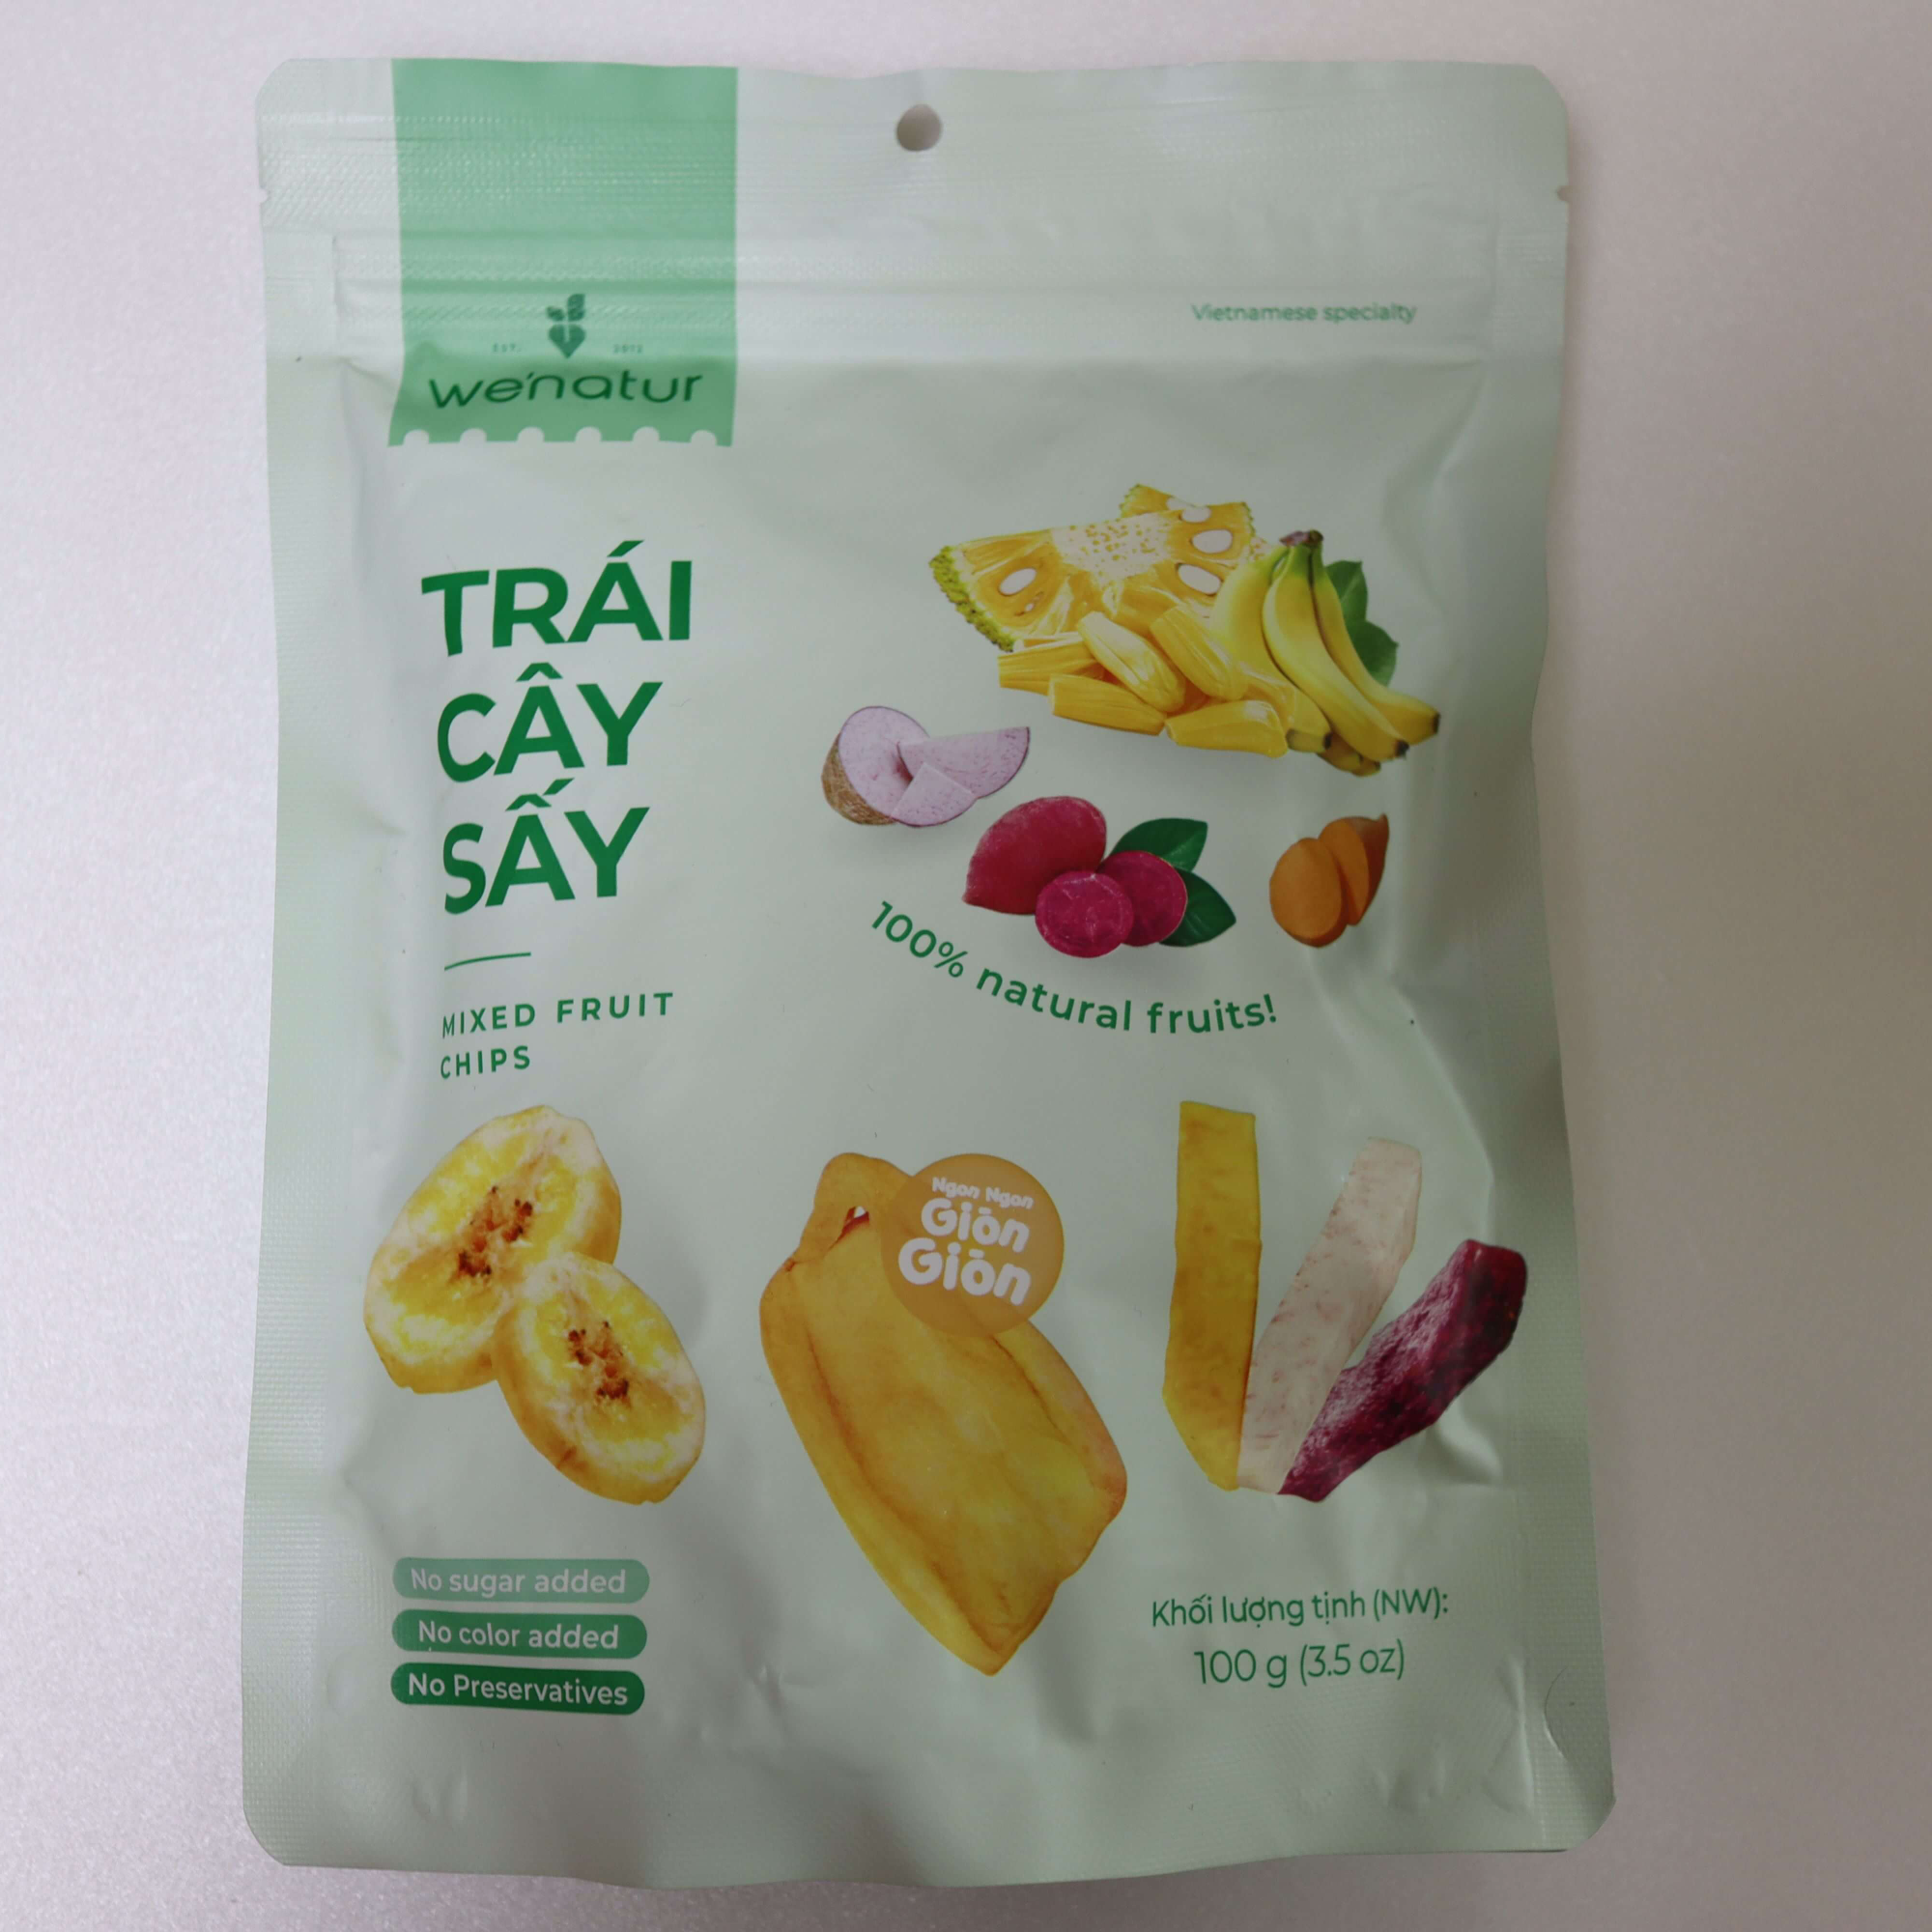 EST. 2012
we'natur
Vietnamese specialty
TRÁI
CÂY
SẤY
MIXED FRUIT
CHIPS
100% natural fruits!
Ngon Ngon
Giòn
Giòn
No sugar added
No color added
No Preservatives
Khối lượng tịnh (NW):
100 g (3.5 oz)